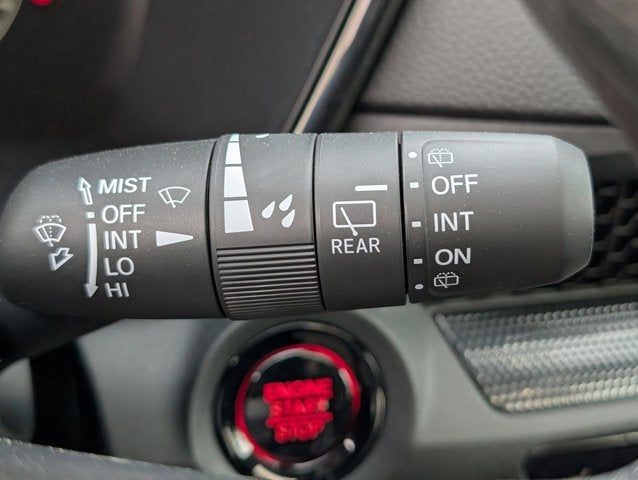 MIST
OFF
INT
LO
HI
REAR
OFF
INT
ON
ENGINE
START
STOP